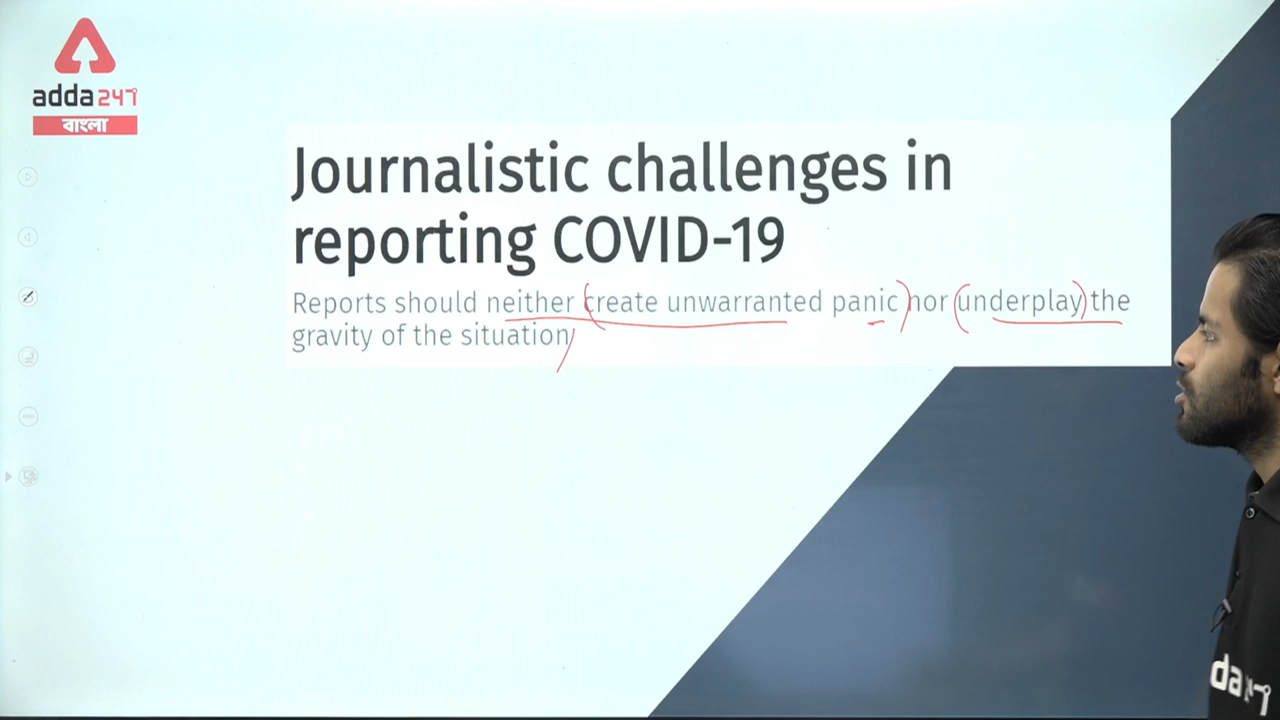 adda247
বাংলা
Journalistic challenges in
reporting COVID-19
Reports should neither create unwarranted panic nor underplay the
gravity of the situation
da247